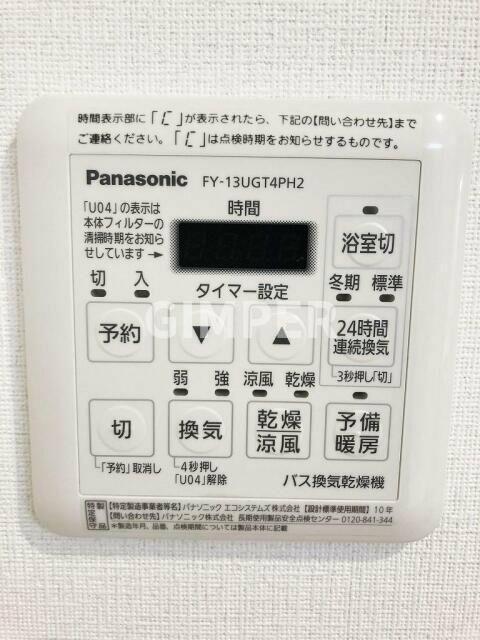 時間表示部に「[」が表示されたら、下記の【問い合わせ先】まで
ご連絡ください。「[」は点検時期をお知らせするものです。
Panasonic FY-13UGT4PH2
「U04」の表示は
本体フィルターの
清掃時期をお知ら
せしています→
時間
浴室切
切 入
タイマー設定
冬期 標準
予約
▼
▲
24時間
連続換気
3秒押し「切」
GIMPER
弱 強 涼風 乾燥
切
換気
乾燥
涼風
予備
暖房
「予約」取消し
4秒押し
「U04」解除
バス換気乾燥機
特定保守製品
【特定製造事業者等名】パナソニック エコシステムズ株式会社【設計標準使用期間】10年
【問い合わせ先】パナソニック株式会社 長期使用製品安全点検センター 0120-841-344
*製造年月、品番、点検期間については製品本体に記載